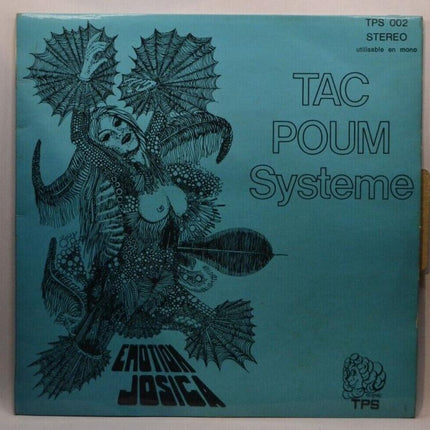 TPS 002
STEREO
utilisable en mono
TAC
POUM
Systeme
EMOTION
JOSICA
TPS